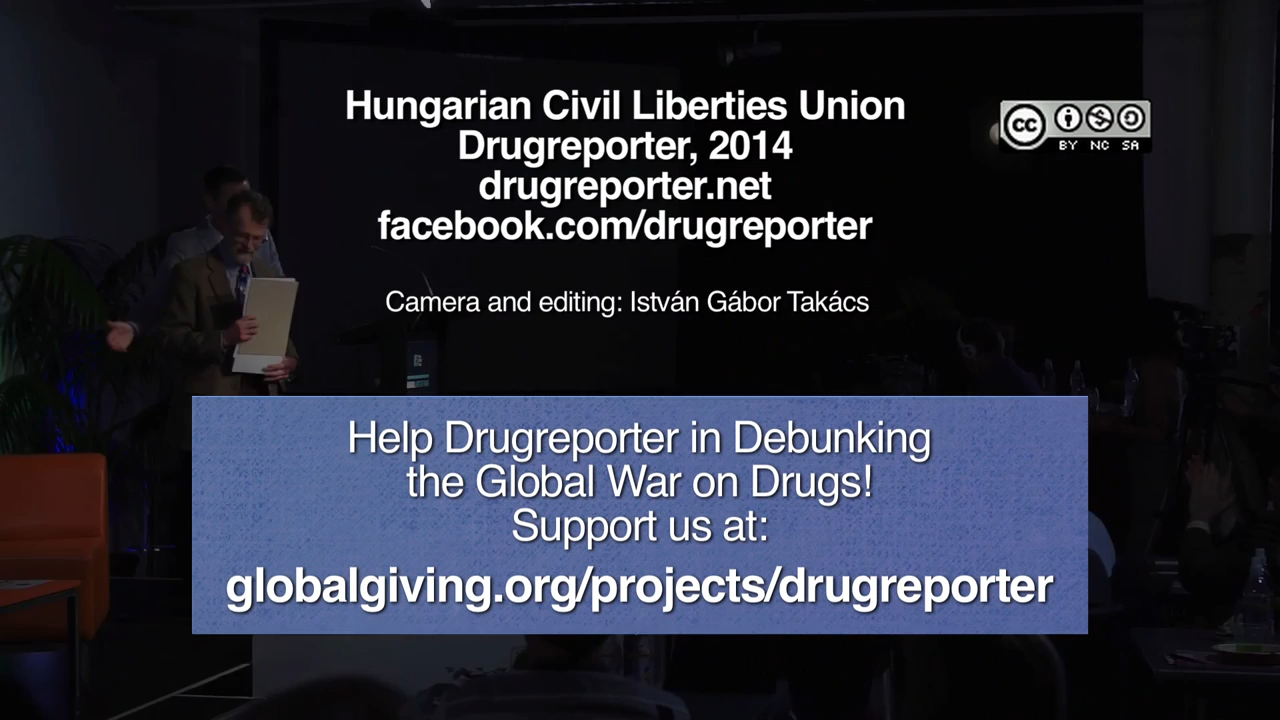 Hungarian Civil Liberties Union
Drugreporter, 2014
drugreporter.net
facebook.com/drugreporter
cc
BY NC SA
Camera and editing: István Gábor Takács
Help Drugreporter in Debunking
the Global War on Drugs!
Support us at:
globalgiving.org/projects/drugreporter